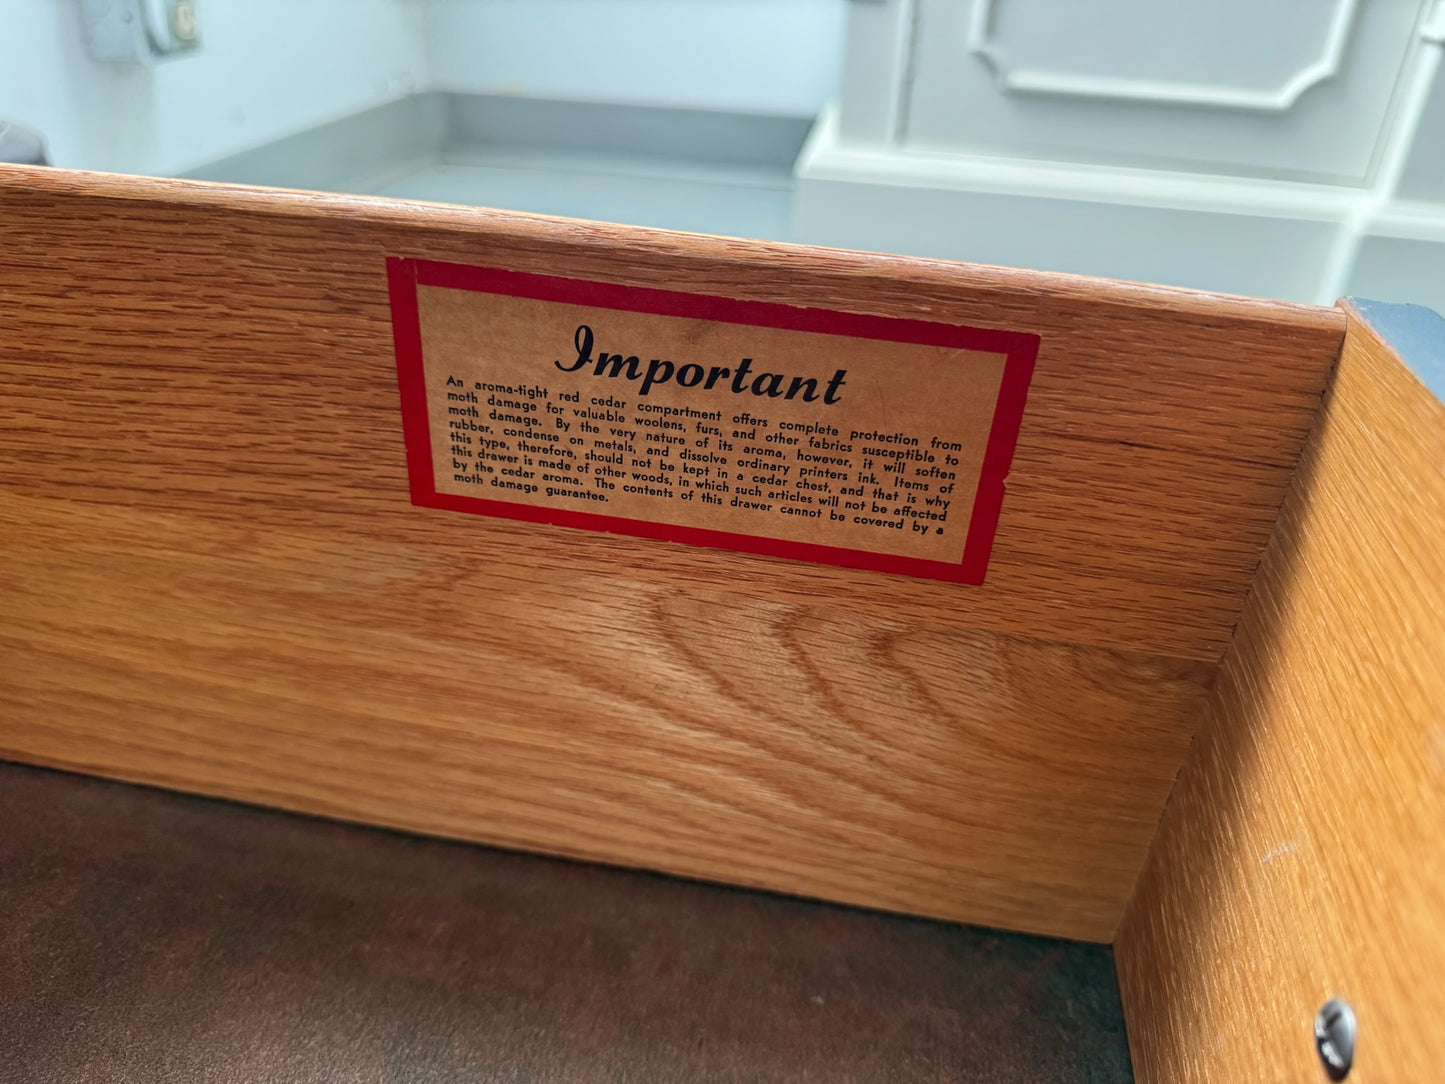 Important
An aroma-tight red cedar compartment offers complete protection from
moth damage for valuable woolens, furs, and other fabrics susceptible to
moth damage. By the very nature of its aroma, however, it will soften
rubber, condense on metals, and dissolve ordinary printers ink. Items of
this type, therefore, should not be kept in a cedar chest, and that is why
this drawer is made of other woods, in which such articles will not be affected
by the cedar aroma. The contents of this drawer cannot be covered by a
moth damage guarantee.